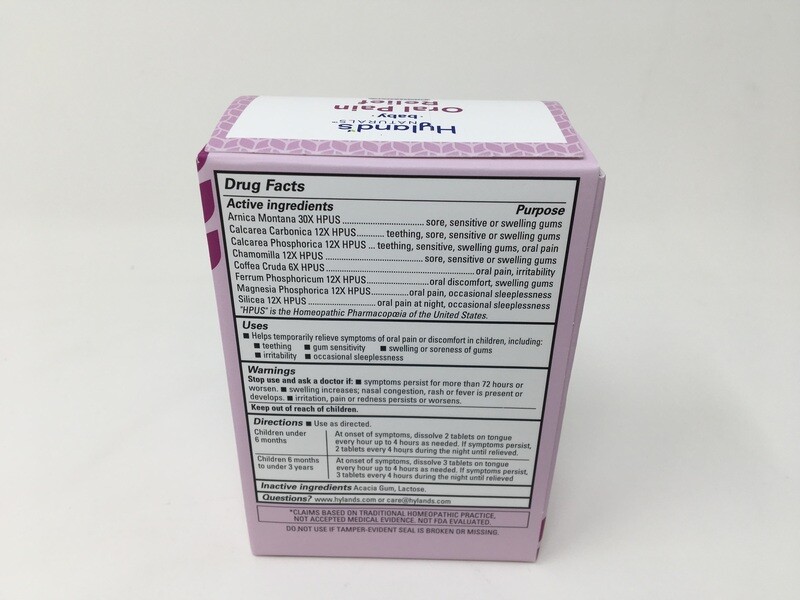 Hyland's
NATURALS™
• baby •
Oral Pain
Relief
Drug Facts
Active ingredients Purpose
Arnica Montana 30X HPUS ................................ sore, sensitive or swelling gums
Calcarea Carbonica 12X HPUS ........... teething, sore, sensitive or swelling gums
Calcarea Phosphorica 12X HPUS ... teething, sensitive, swelling gums, oral pain
Chamomilla 12X HPUS ........................................ sore, sensitive or swelling gums
Coffea Cruda 6X HPUS ............................................................ oral pain, irritability
Ferrum Phosphoricum 12X HPUS ......................... oral discomfort, swelling gums
Magnesia Phosphorica 12X HPUS ............... oral pain, occasional sleeplessness
Silicea 12X HPUS ........................... oral pain at night, occasional sleeplessness
"HPUS" is the Homeopathic Pharmacopœia of the United States.
Uses
■ Helps temporarily relieve symptoms of oral pain or discomfort in children, including:
■ teething ■ gum sensitivity ■ swelling or soreness of gums
■ irritability ■ occasional sleeplessness
Warnings
Stop use and ask a doctor if: ■ symptoms persist for more than 72 hours or
worsen. ■ swelling increases; nasal congestion, rash or fever is present or
develops. ■ irritation, pain or redness persists or worsens.
Keep out of reach of children.
Directions ■ Use as directed.
Children under At onset of symptoms, dissolve 2 tablets on tongue
6 months every hour up to 4 hours as needed. If symptoms persist,
2 tablets every 4 hours during the night until relieved.
Children 6 months At onset of symptoms, dissolve 3 tablets on tongue
to under 3 years every hour up to 4 hours as needed. If symptoms persist,
3 tablets every 4 hours during the night until relieved
Inactive ingredients Acacia Gum, Lactose.
Questions? www.hylands.com or care@hylands.com
*CLAIMS BASED ON TRADITIONAL HOMEOPATHIC PRACTICE,
NOT ACCEPTED MEDICAL EVIDENCE. NOT FDA EVALUATED.
DO NOT USE IF TAMPER-EVIDENT SEAL IS BROKEN OR MISSING.